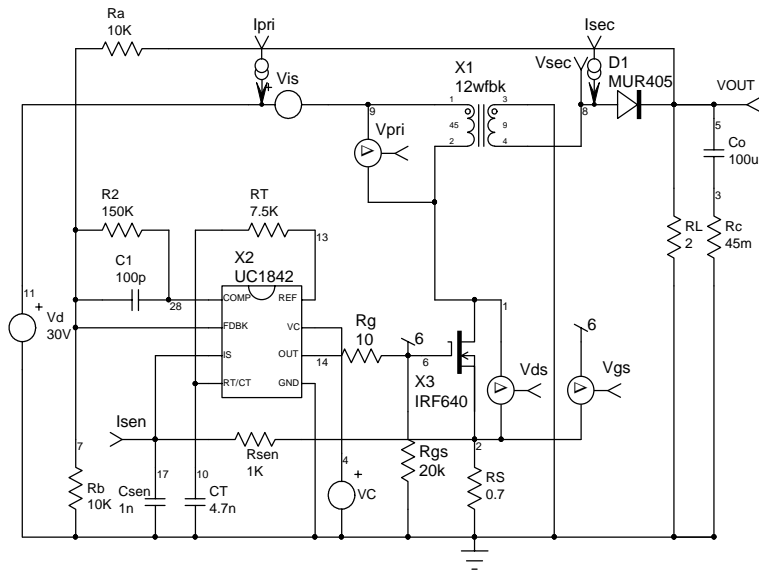 Ra
10K
Ipri
Isec
Vis
X1
12wfbk
Vsec
D1
MUR405
VOUT
9
1
3
45
9
2
4
8
5
Co
100u
Vpri
R2
150K
RT
7.5K
13
C1
100p
X2
UC1842
3
RL
2
Rc
45m
11
Vd
30V
28
COMP
REF
FDBK
VC
IS
OUT
RT/CT
GND
14
Rg
10
6
6
1
6
X3
IRF640
Vds
Vgs
Isen
Rsen
1K
7
Rb
10K
17
Csen
1n
10
CT
4.7n
4
VC
Rgs
20k
2
RS
0.7